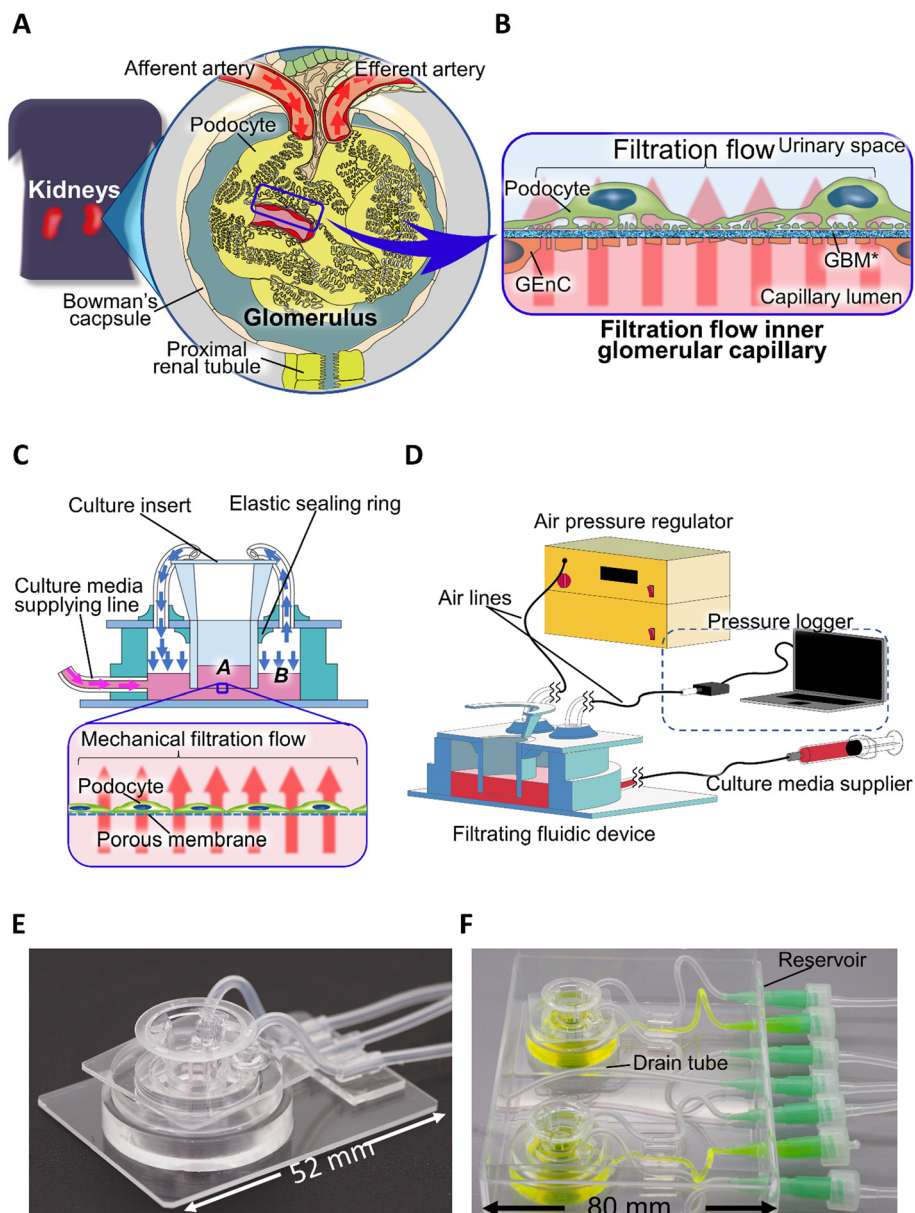 A
Afferent artery
Efferent artery
Podocyte
Kidneys
Bowman's
cacpsule
Glomerulus
Proximal
renal tubule
B
Filtration flow
Urinary space
Podocyte
GBM*
GEnC
Capillary lumen
Filtration flow inner
glomerular capillary
C
Culture insert
Elastic sealing ring
Culture media
supplying line
A
B
Mechanical filtration flow
Podocyte
Porous membrane
D
Air pressure regulator
Air lines
Pressure logger
Culture media supplier
Filtrating fluidic device
E
52 mm
F
Reservoir
Drain tube
80 mm